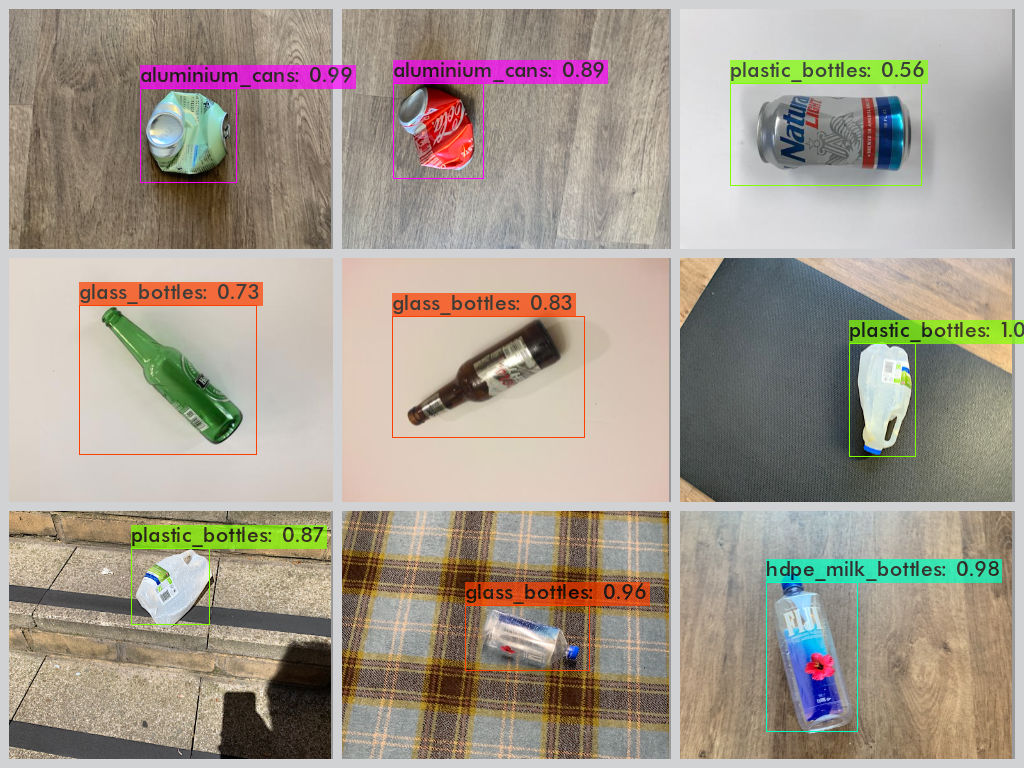 aluminium_cans: 0.99
aluminium_cans: 0.89
plastic_bottles: 0.56
Cola.
Natural
LIGHT
glass_bottles: 0.73
glass_bottles: 0.83
plastic_bottles: 1.0
plastic_bottles: 0.87
glass_bottles: 0.96
hdpe_milk_bottles: 0.98
FIJI